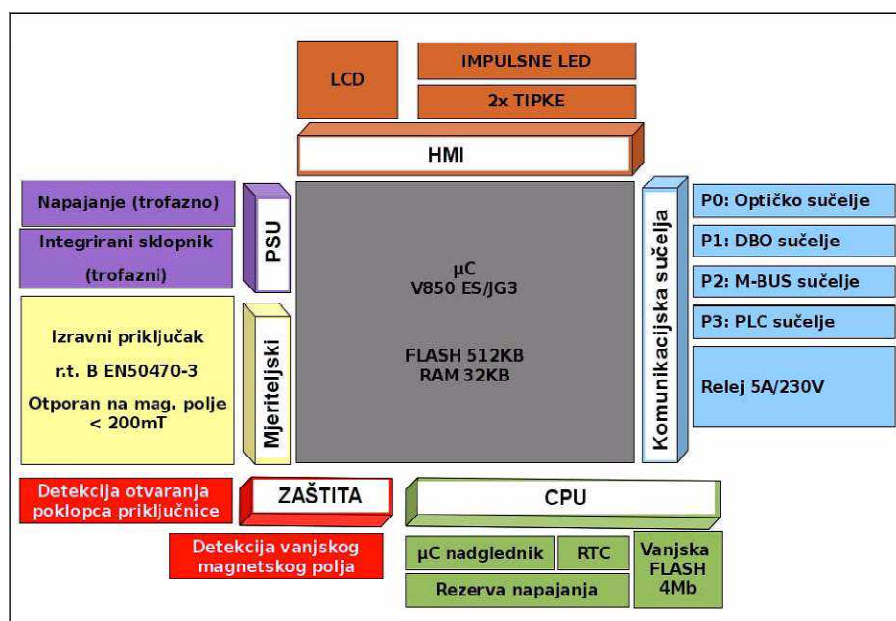 LCD
IMPULSNE LED
2x TIPKE
HMI
Napajanje (trofazno)
Integrirani sklopnik
(trofazni)
PSU
Izravni priključak
r.t. B EN50470-3
Otporan na mag. polje
< 200mT
Mjeriteljski
µC
V850 ES/JG3
FLASH 512KB
RAM 32KB
Komunikacijska sučelja
P0: Optičko sučelje
P1: DBO sučelje
P2: M-BUS sučelje
P3: PLC sučelje
Relej 5A/230V
Detekcija otvaranja
poklopca priključnice
ZAŠTITA
Detekcija vanjskog
magnetskog polja
CPU
µC nadglednik
RTC
Rezerva napajanja
Vanjska
FLASH
4Mb